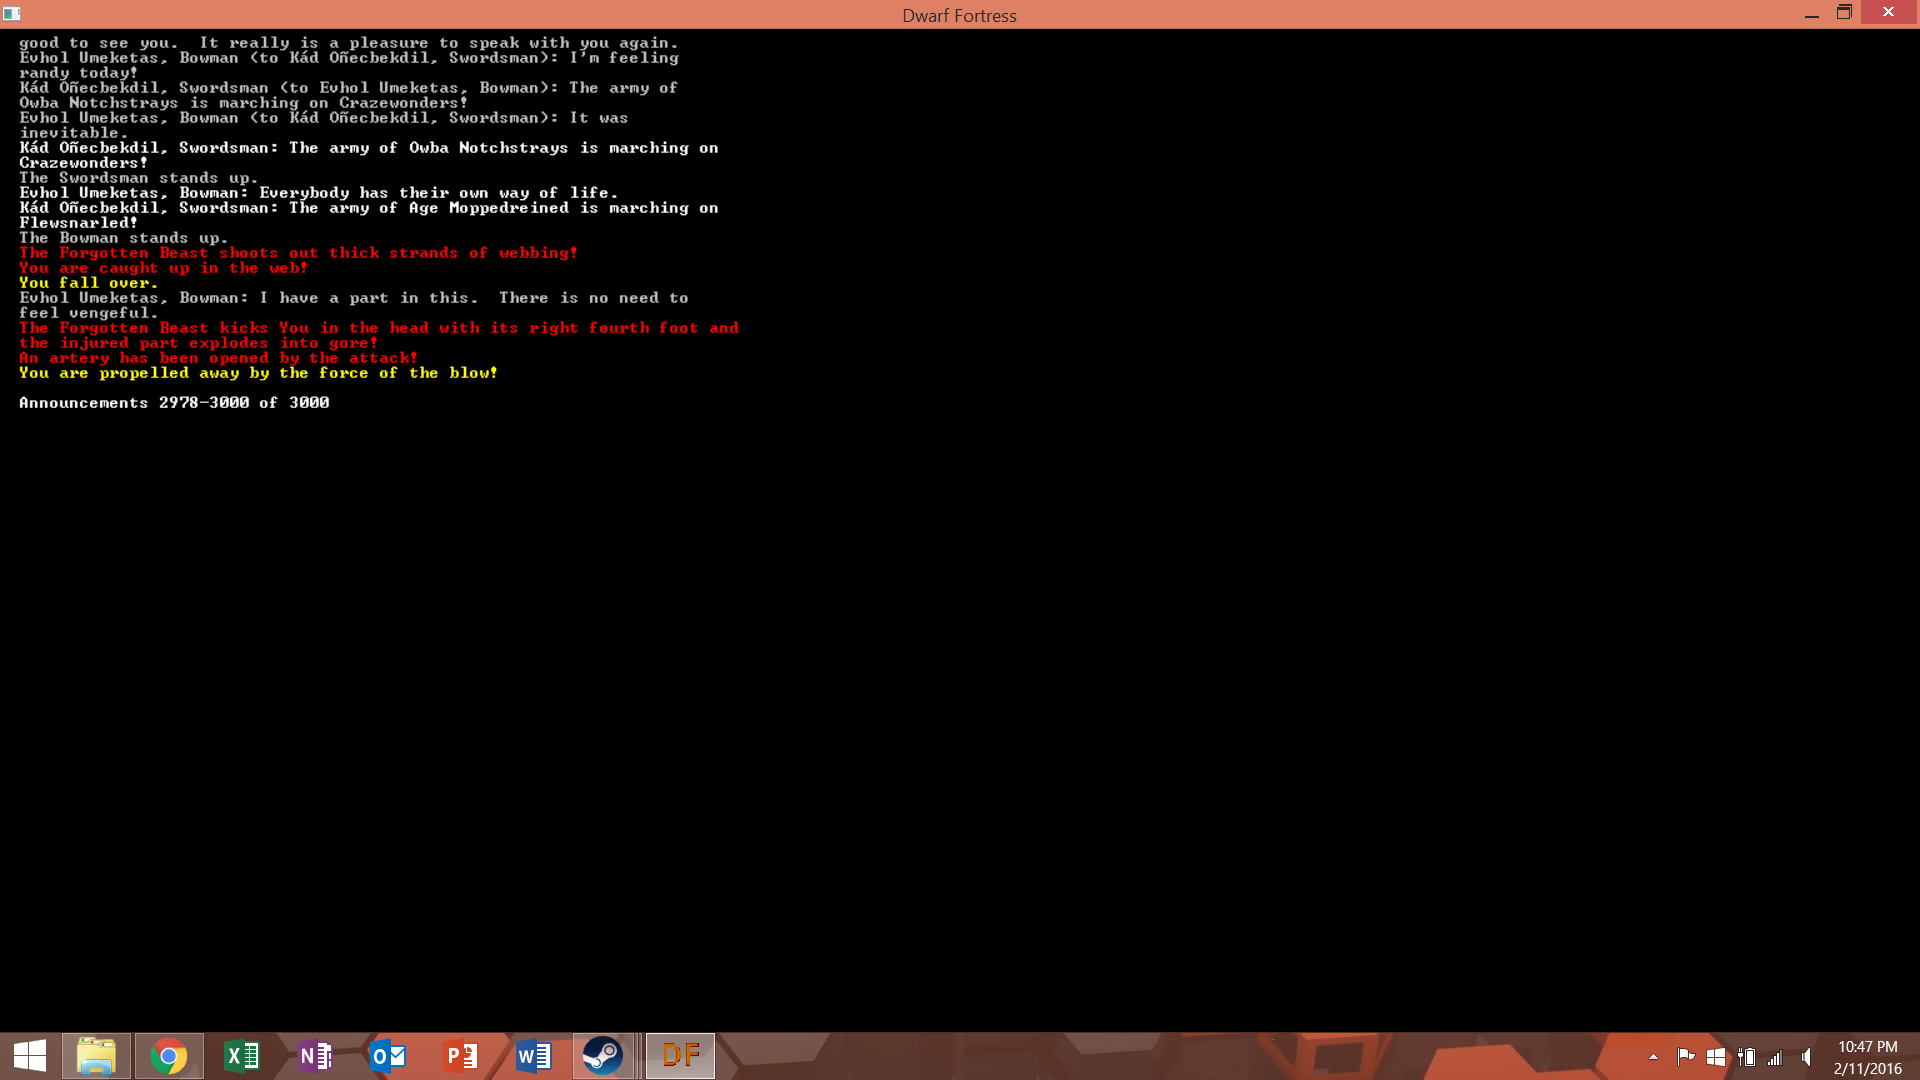 Dwarf Fortress
good to see you.  It really is a pleasure to speak with you again.
Evhol Umeketas, Bowman (to Kád Oñecbekdil, Swordsman): I'm feeling
randy today!
Kád Oñecbekdil, Swordsman (to Evhol Umeketas, Bowman): The army of
Owba Notchstrays is marching on Crazewonders!
Evhol Umeketas, Bowman (to Kád Oñecbekdil, Swordsman): It was
inevitable.
Kád Oñecbekdil, Swordsman: The army of Owba Notchstrays is marching on
Crazewonders!
The Swordsman stands up.
Evhol Umeketas, Bowman: Everybody has their own way of life.
Kád Oñecbekdil, Swordsman: The army of Age Moppedreined is marching on
Flewsnarled!
The Bowman stands up.
The Forgotten Beast shoots out thick strands of webbing!
You are caught up in the web!
You fall over.
Evhol Umeketas, Bowman: I have a part in this.  There is no need to
feel vengeful.
The Forgotten Beast kicks You in the head with its right fourth foot and
the injured part explodes into gore!
An artery has been opened by the attack!
You are propelled away by the force of the blow!
Announcements 2978-3000 of 3000
DF
10:47 PM
2/11/2016